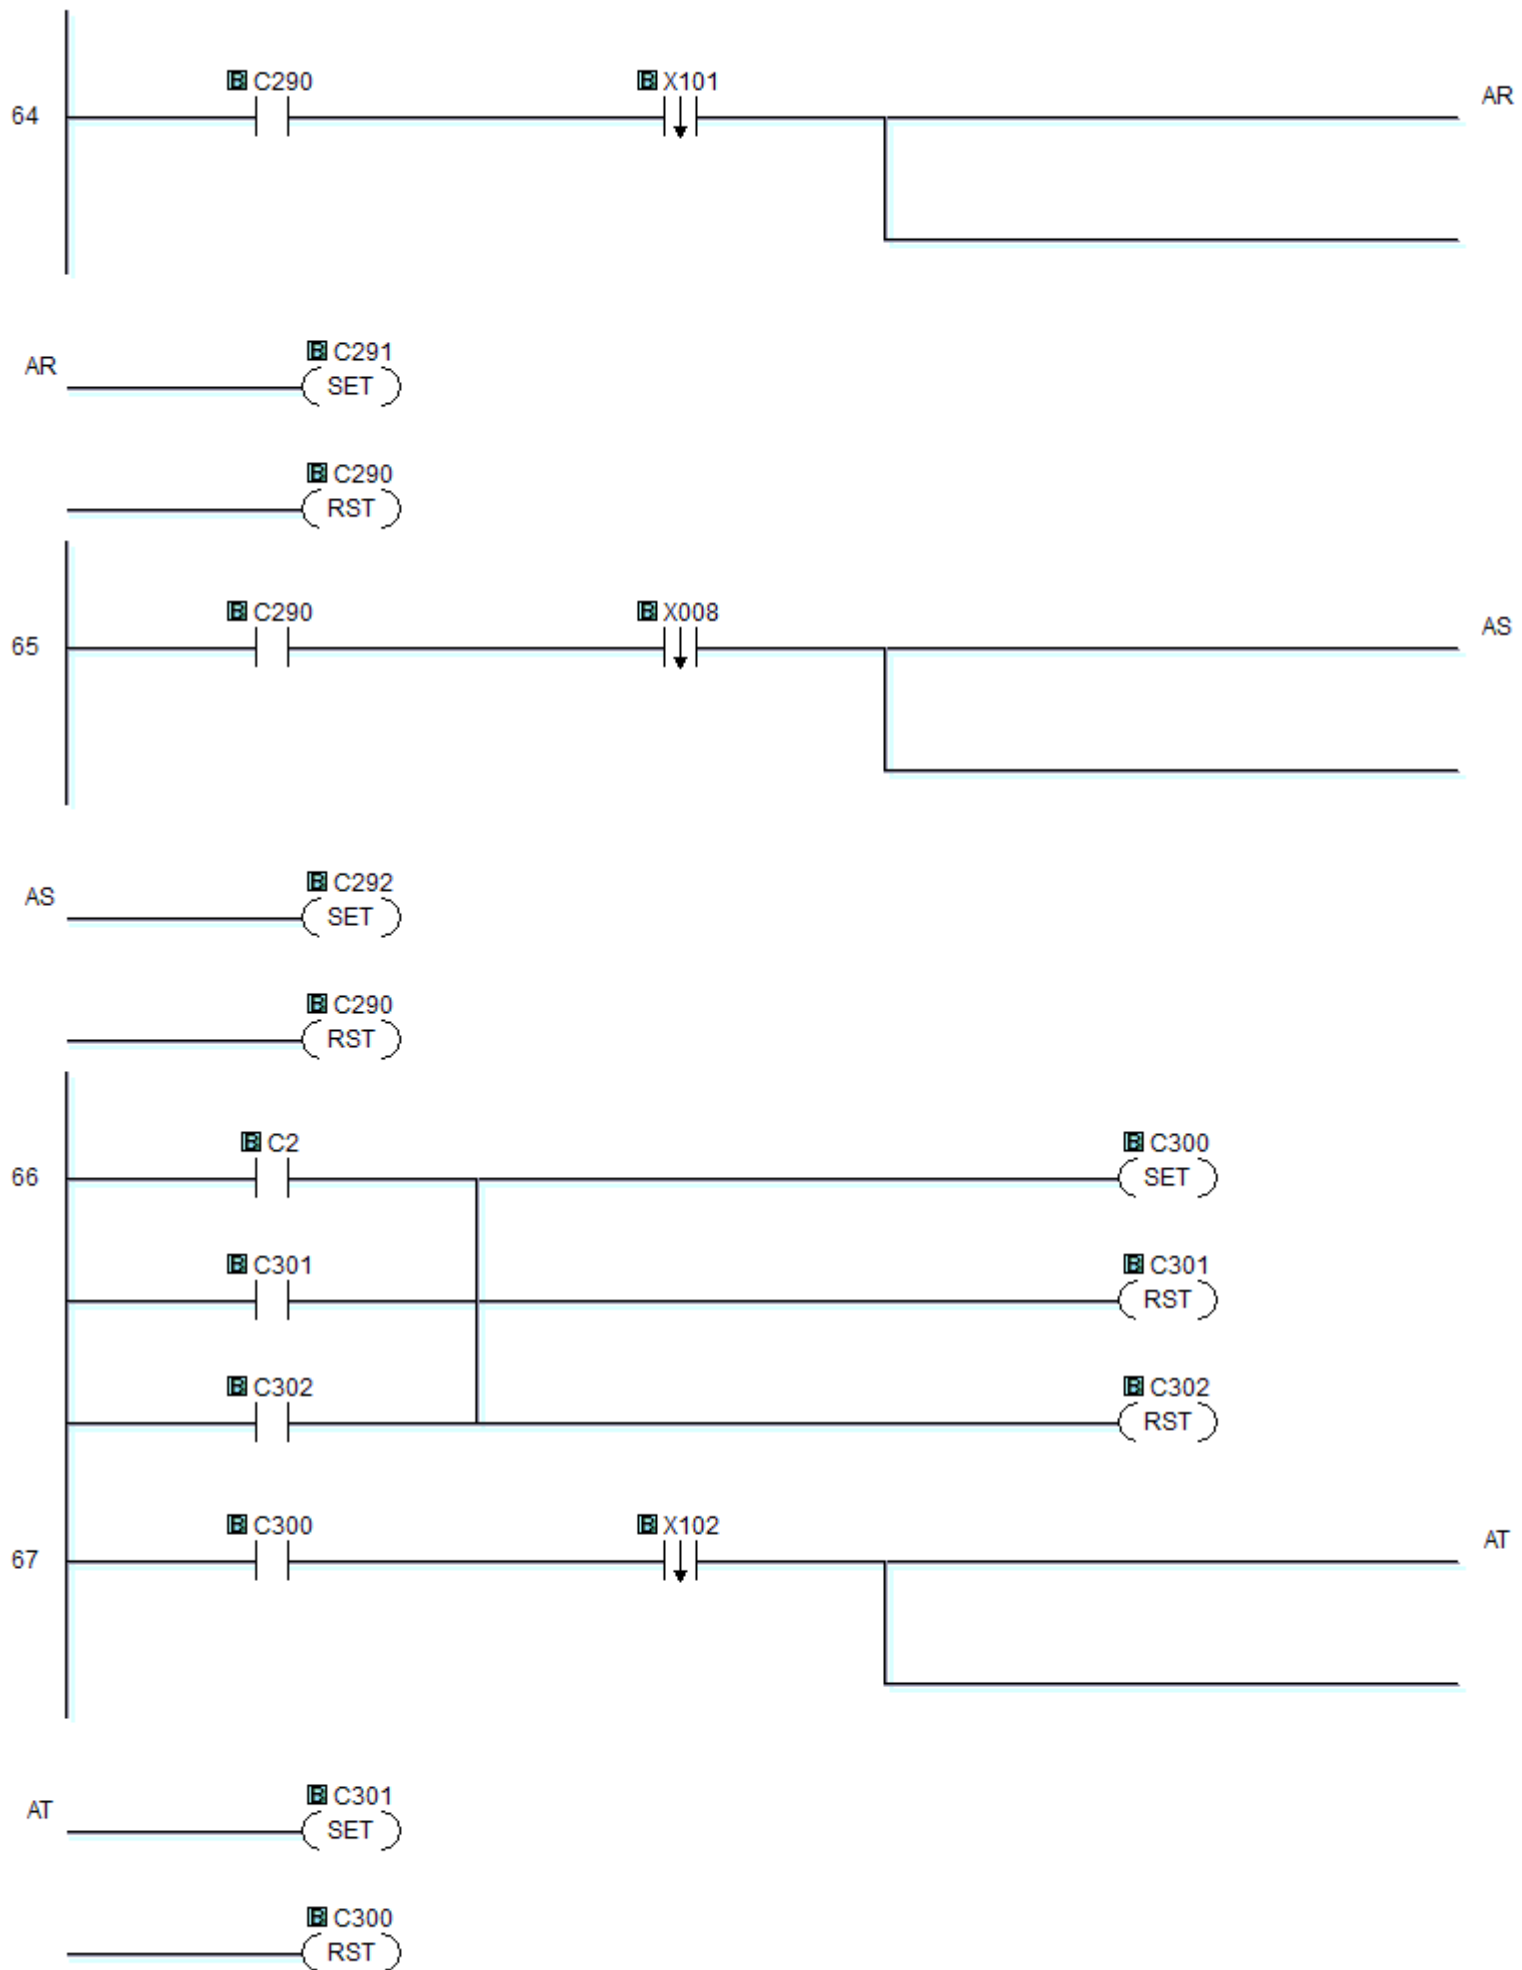 B C290 B X101
64 AR
AR B C291
SET
B C290
RST
B C290 B X008
65 AS
AS B C292
SET
B C290
RST
B C2 B C300
66 SET
B C301 B C301
RST
B C302 B C302
RST
B C300 B X102
67 AT
AT B C301
SET
B C300
RST